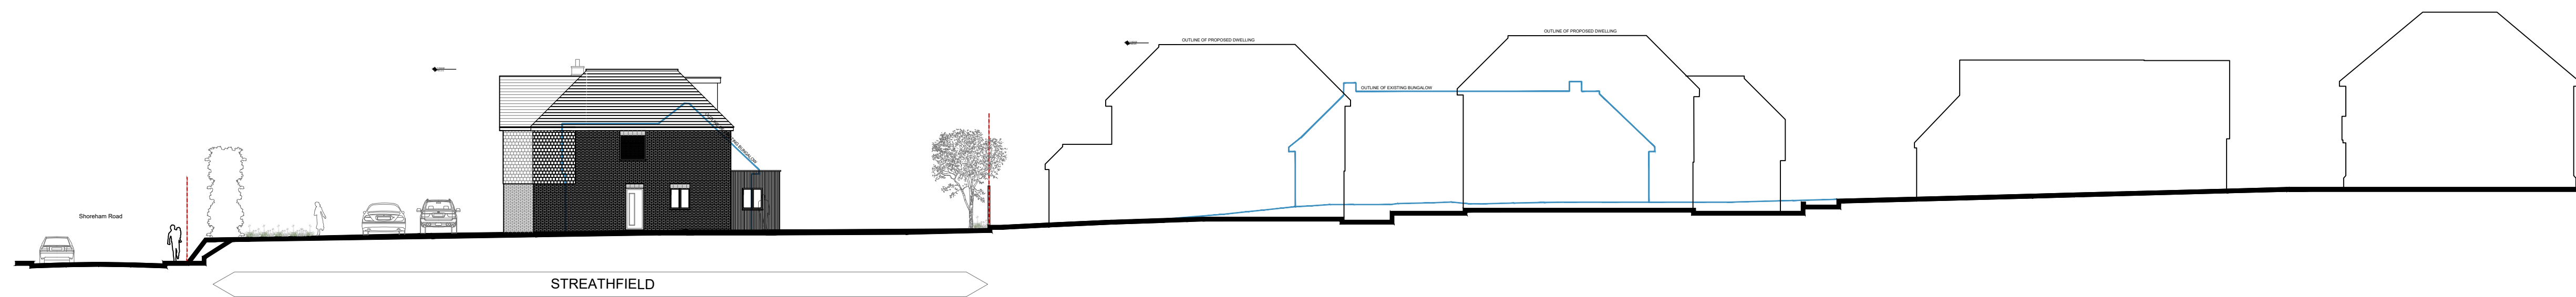 OUTLINE OF PROPOSED DWELLING
OUTLINE OF PROPOSED DWELLING
OUTLINE OF EXISTING BUNGALOW
Shoreham Road
STREATHFIELD